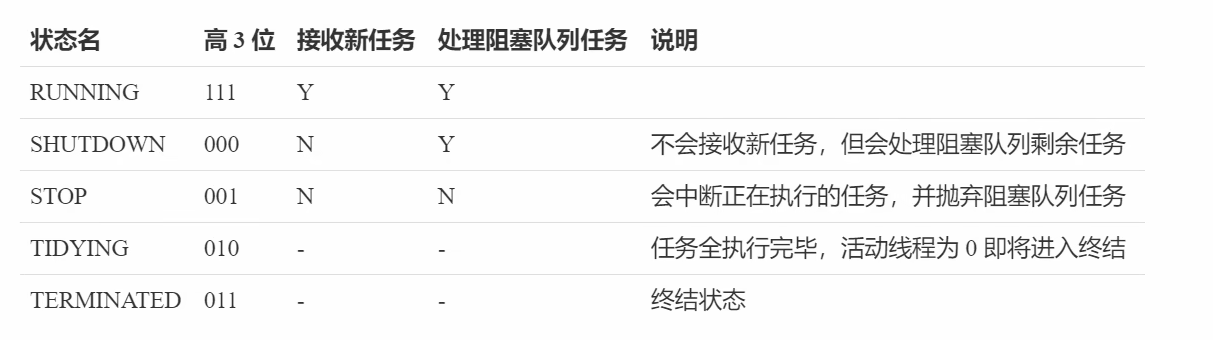 状态名 高 3 位 接收新任务 处理阻塞队列任务 说明
RUNNING 111 Y Y
SHUTDOWN 000 N Y 不会接收新任务，但会处理阻塞队列剩余任务
STOP 001 N N 会中断正在执行的任务，并抛弃阻塞队列任务
TIDYING 010 - - 任务全执行完毕，活动线程为 0 即将进入终结
TERMINATED 011 - - 终结状态